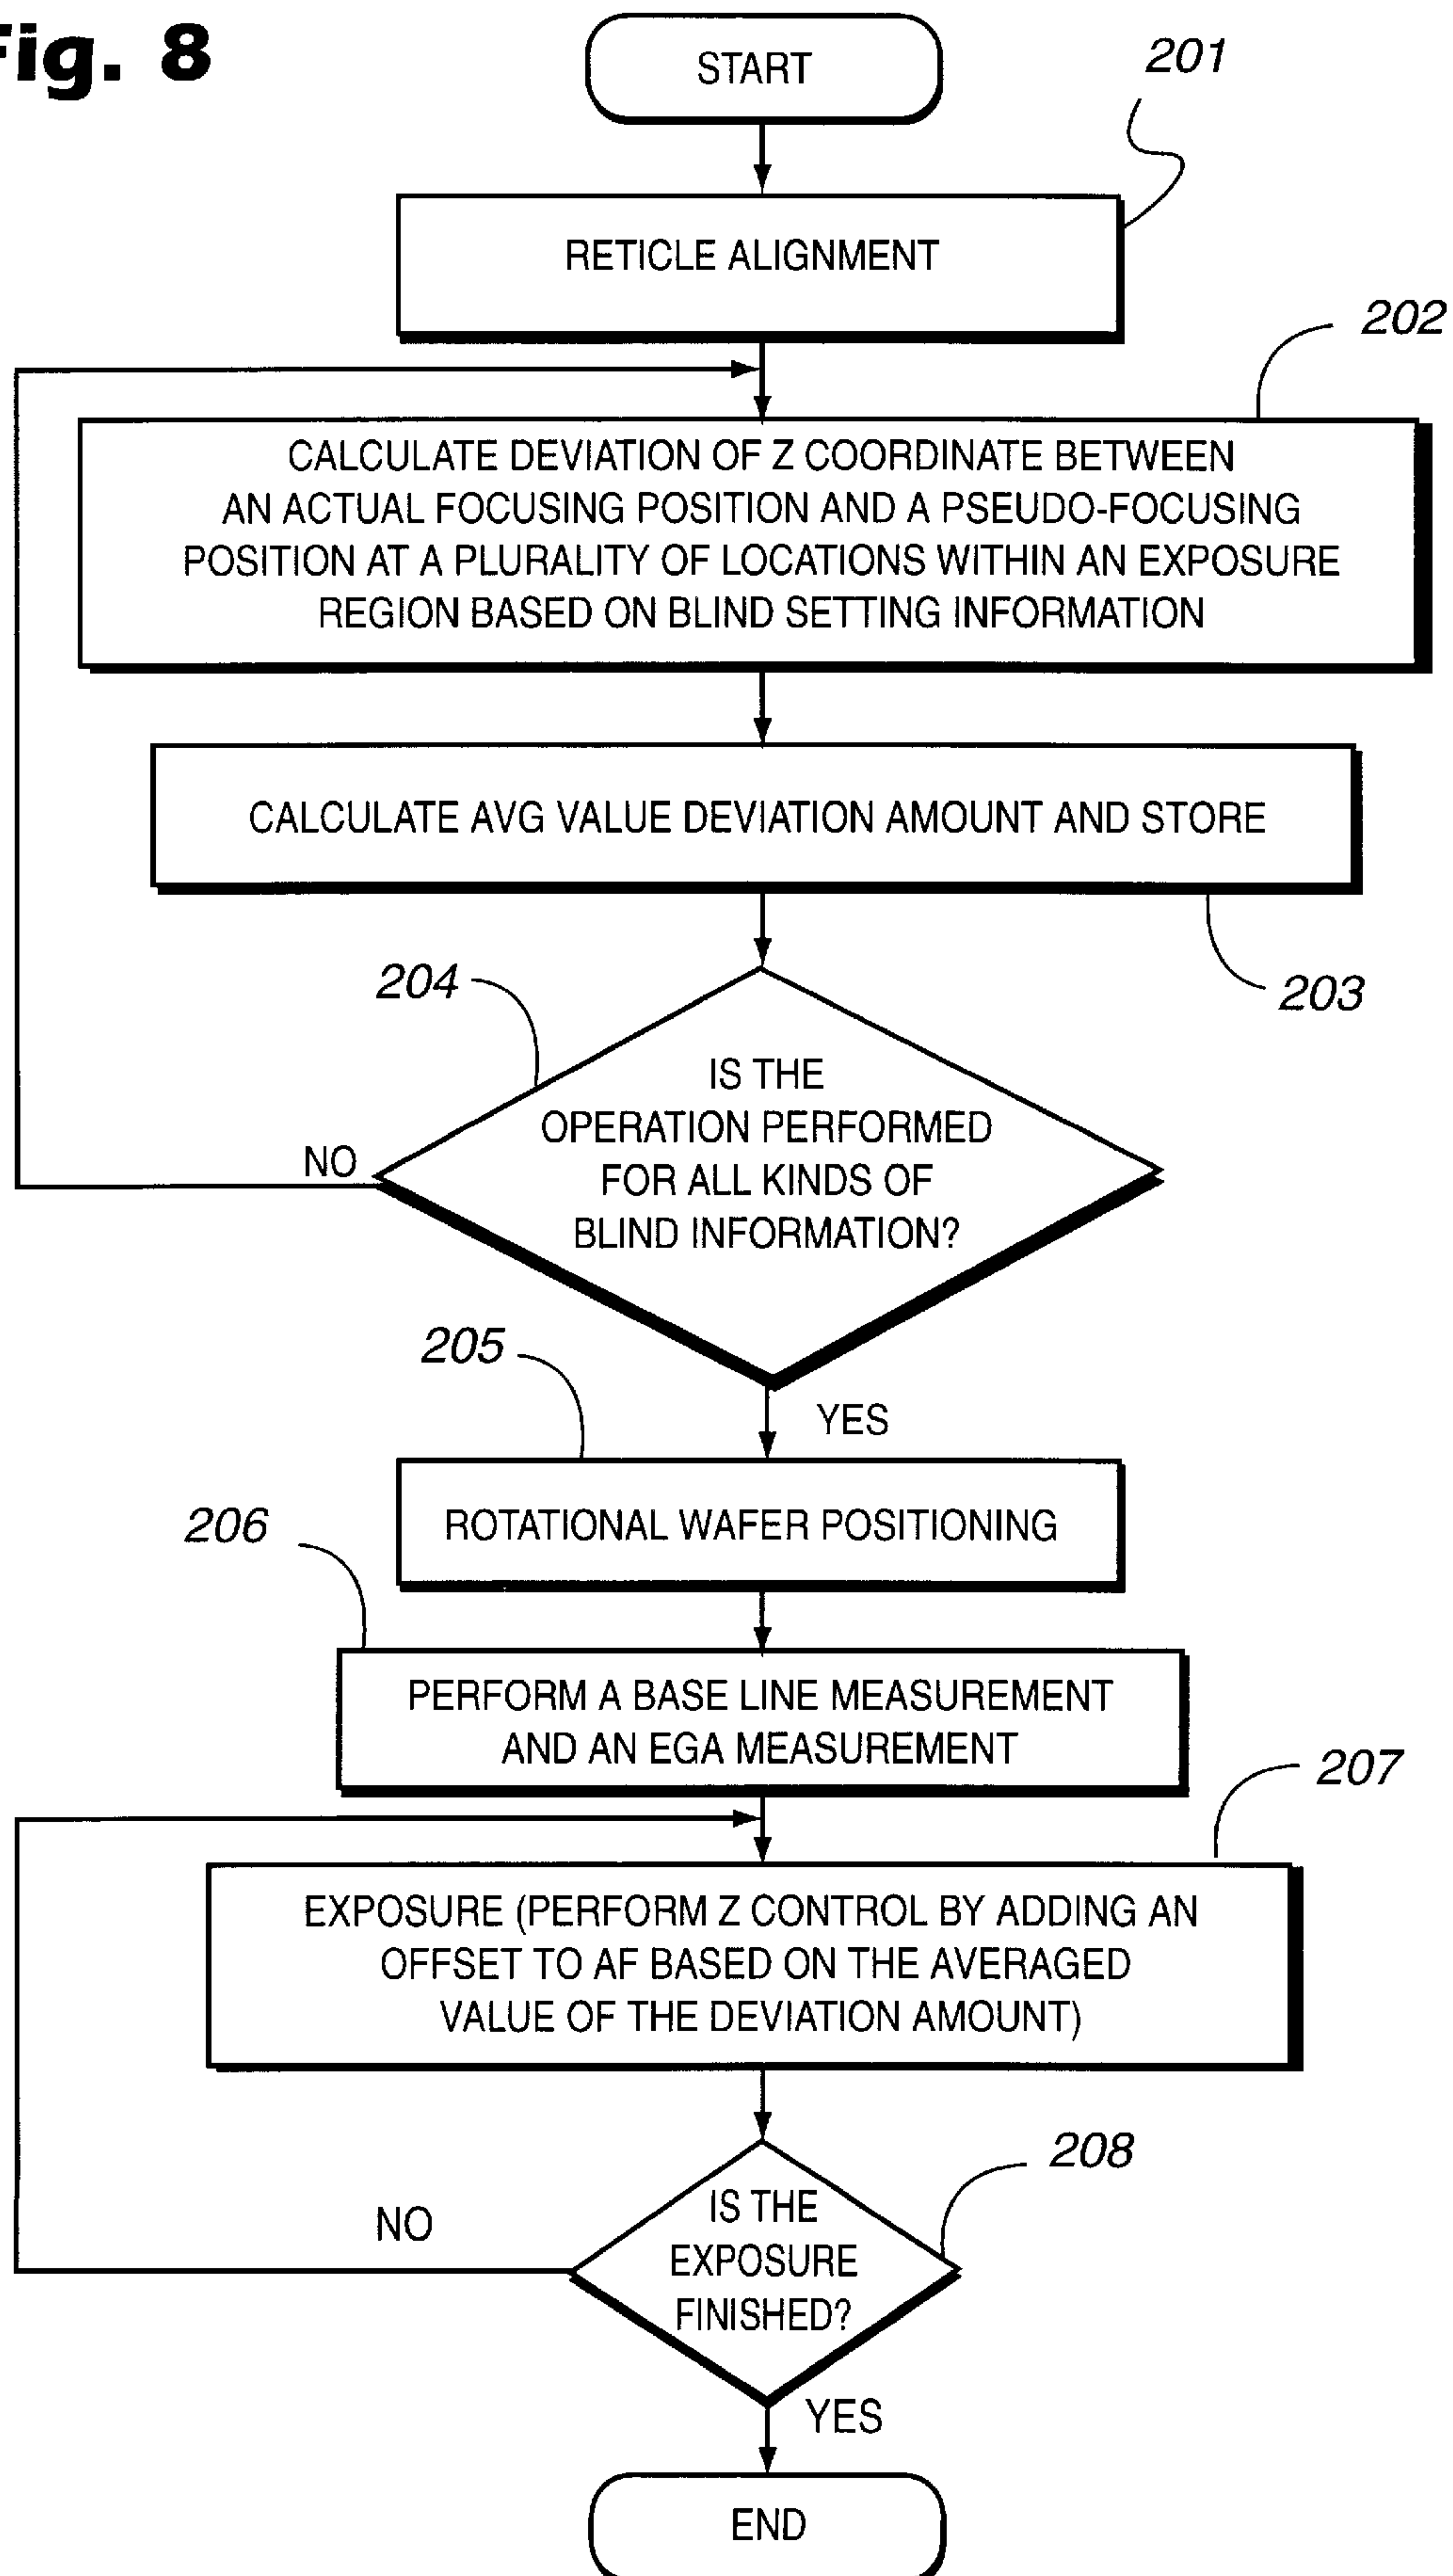 Fig. 8
START
201
RETICLE ALIGNMENT
202
CALCULATE DEVIATION OF Z COORDINATE BETWEEN
AN ACTUAL FOCUSING POSITION AND A PSEUDO-FOCUSING
POSITION AT A PLURALITY OF LOCATIONS WITHIN AN EXPOSURE
REGION BASED ON BLIND SETTING INFORMATION
CALCULATE AVG VALUE DEVIATION AMOUNT AND STORE
203
204
IS THE
OPERATION PERFORMED
FOR ALL KINDS OF
BLIND INFORMATION?
NO
YES
205
ROTATIONAL WAFER POSITIONING
206
PERFORM A BASE LINE MEASUREMENT
AND AN EGA MEASUREMENT
207
EXPOSURE (PERFORM Z CONTROL BY ADDING AN
OFFSET TO AF BASED ON THE AVERAGED
VALUE OF THE DEVIATION AMOUNT)
208
IS THE
EXPOSURE
FINISHED?
NO
YES
END